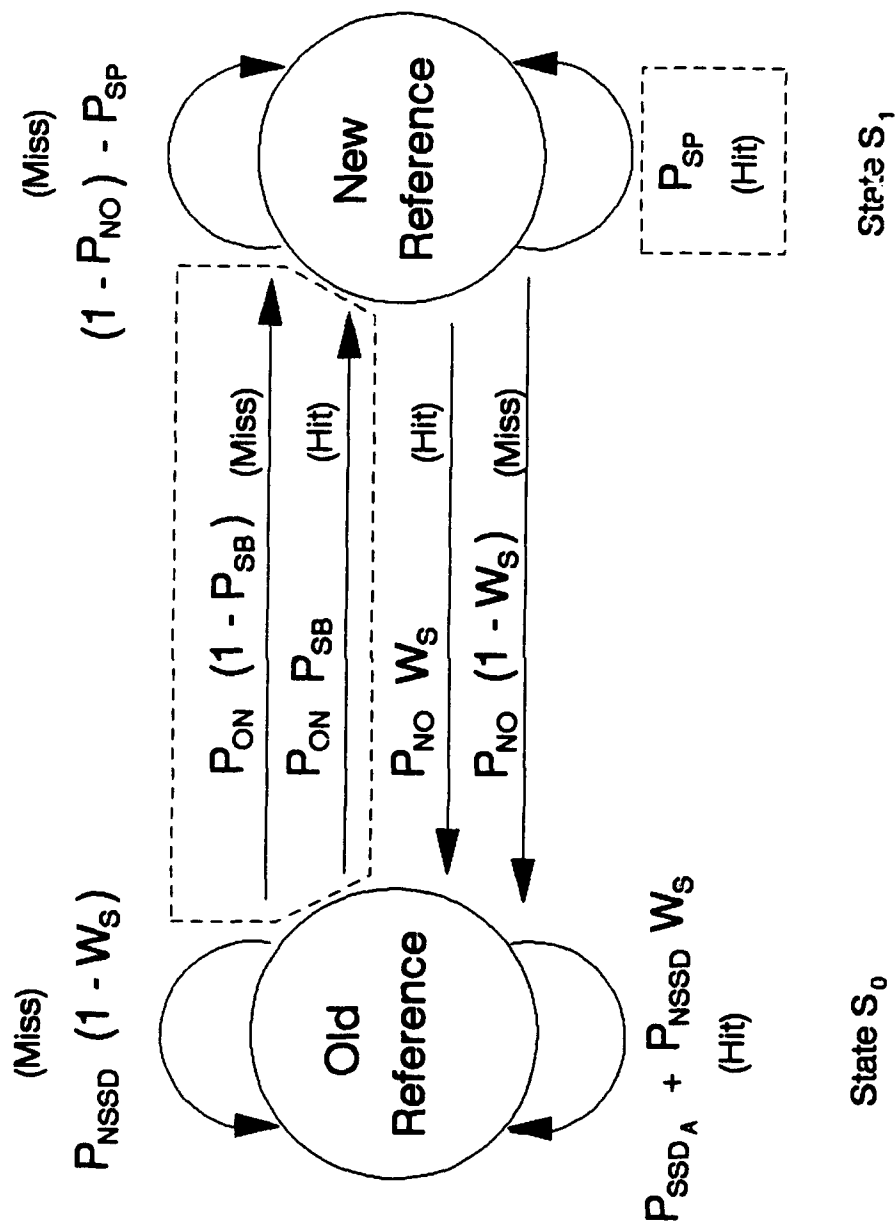 (Miss)
P_NSSD (1 - W_S)
Old
Reference
P_SSD_A + P_NSSD W_S
(Hit)
State S_0
P_ON (1 - P_SB) (Miss)
P_ON P_SB (Hit)
P_NO W_S (Hit)
P_NO (1 - W_S) (Miss)
(Miss)
(1 - P_NO) - P_SP
New
Reference
P_SP
(Hit)
State S_1